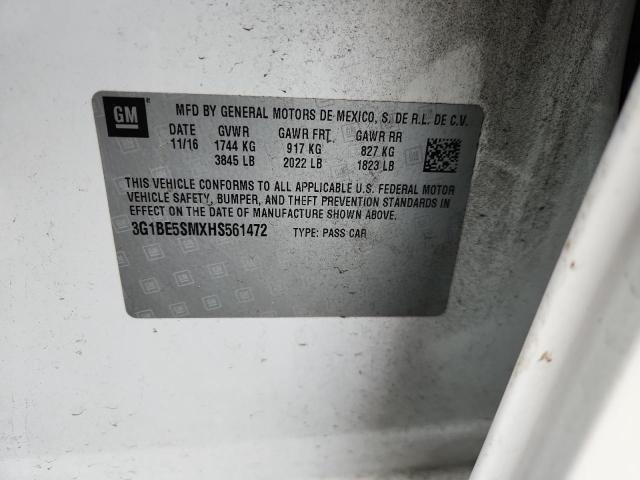 GM
MFD BY GENERAL MOTORS DE MEXICO, S. DE R.L. DE C.V.
DATE GVWR GAWR FRT GAWR RR
11/16 1744 KG 917 KG 827 KG
3845 LB 2022 LB 1823 LB
THIS VEHICLE CONFORMS TO ALL APPLICABLE U.S. FEDERAL MOTOR
VEHICLE SAFETY, BUMPER, AND THEFT PREVENTION STANDARDS IN
EFFECT ON THE DATE OF MANUFACTURE SHOWN ABOVE.
3G1BE5SMXHS561472 TYPE: PASS CAR